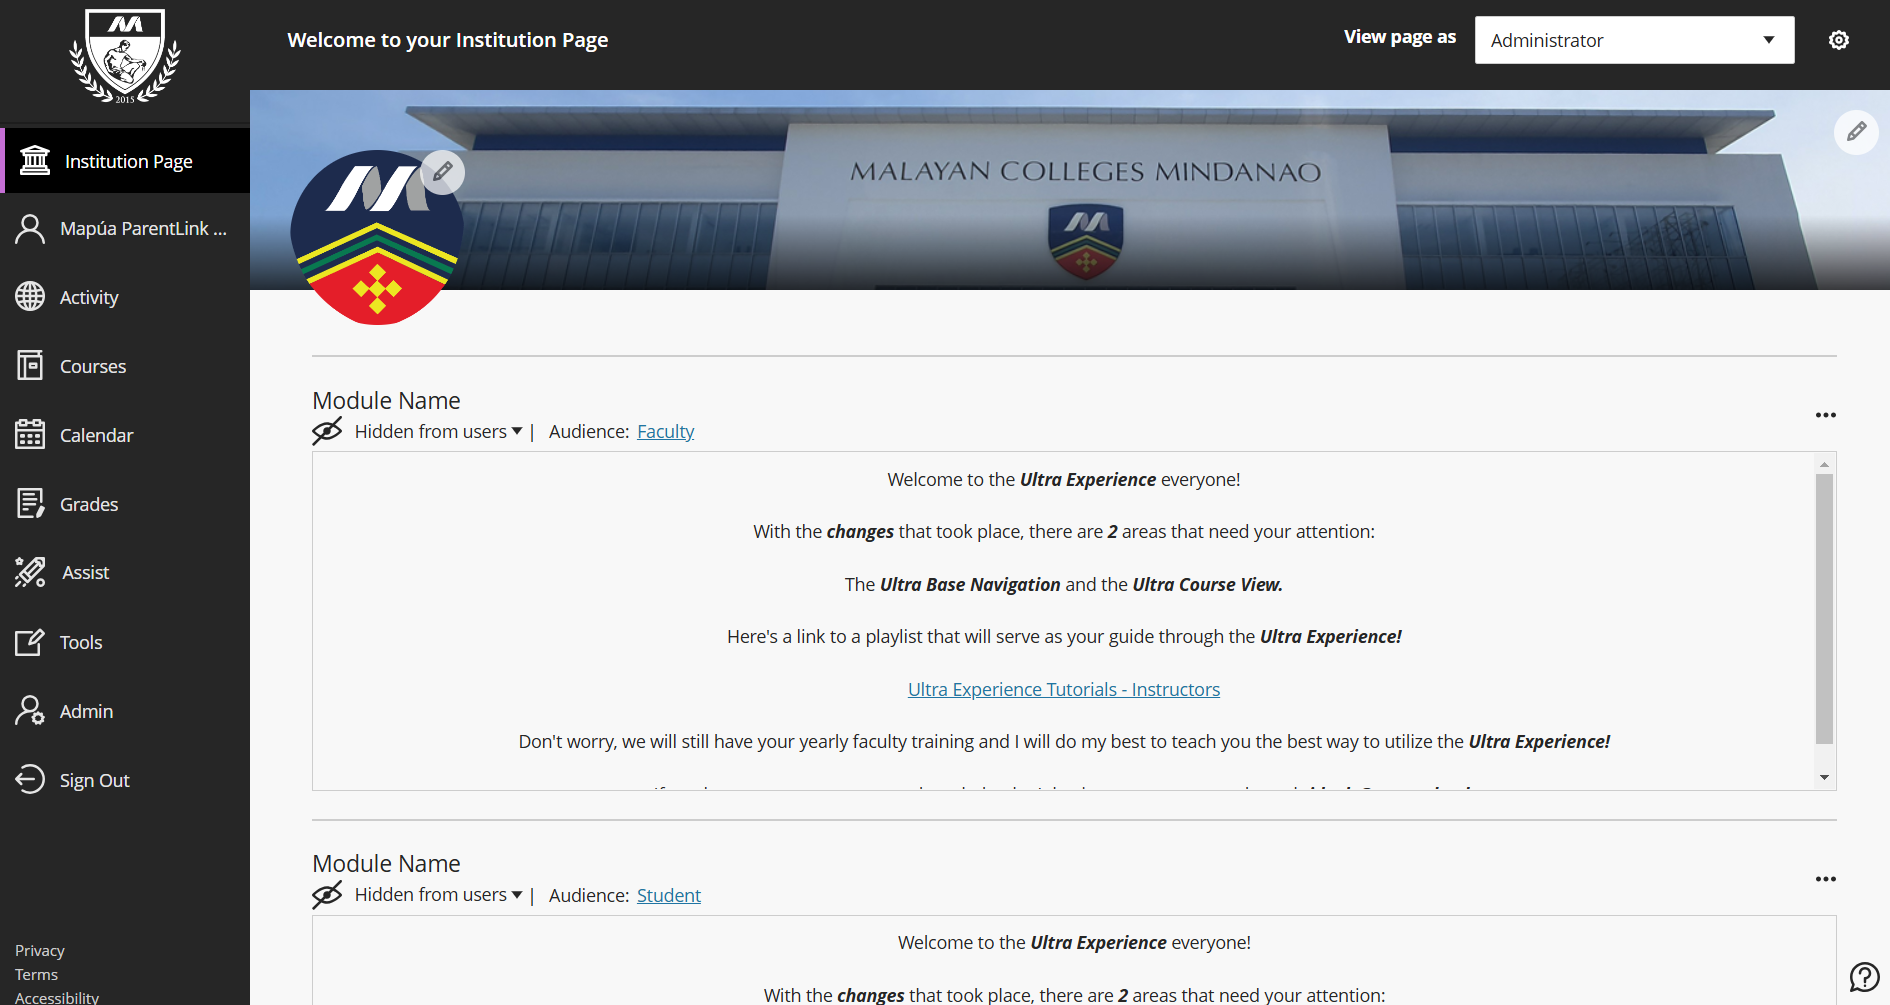 2015
Welcome to your Institution Page
View page as
Administrator
Institution Page
Mapúa ParentLink ...
Activity
Courses
Calendar
Grades
Assist
Tools
Admin
Sign Out
Privacy
Terms
Accessibility
MALAYAN COLLEGES MINDANAO
Module Name
Hidden from users | Audience: Faculty
Welcome to the Ultra Experience everyone!
With the changes that took place, there are 2 areas that need your attention:
The Ultra Base Navigation and the Ultra Course View.
Here's a link to a playlist that will serve as your guide through the Ultra Experience!
Ultra Experience Tutorials - Instructors
Don't worry, we will still have your yearly faculty training and I will do my best to teach you the best way to utilize the Ultra Experience!
Module Name
Hidden from users | Audience: Student
Welcome to the Ultra Experience everyone!
With the changes that took place, there are 2 areas that need your attention: